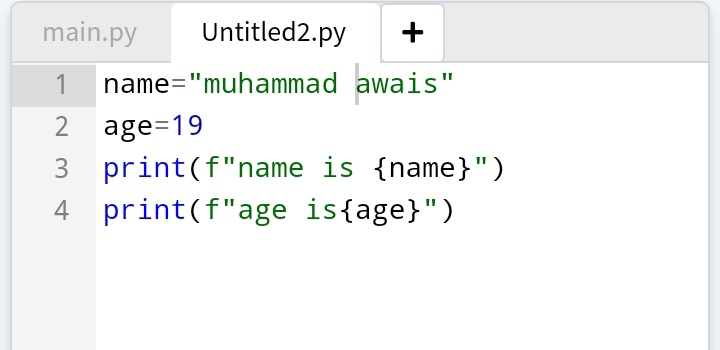 main.py Untitled2.py +
1 name="muhammad awais"
2 age=19
3 print(f"name is {name}")
4 print(f"age is{age}")